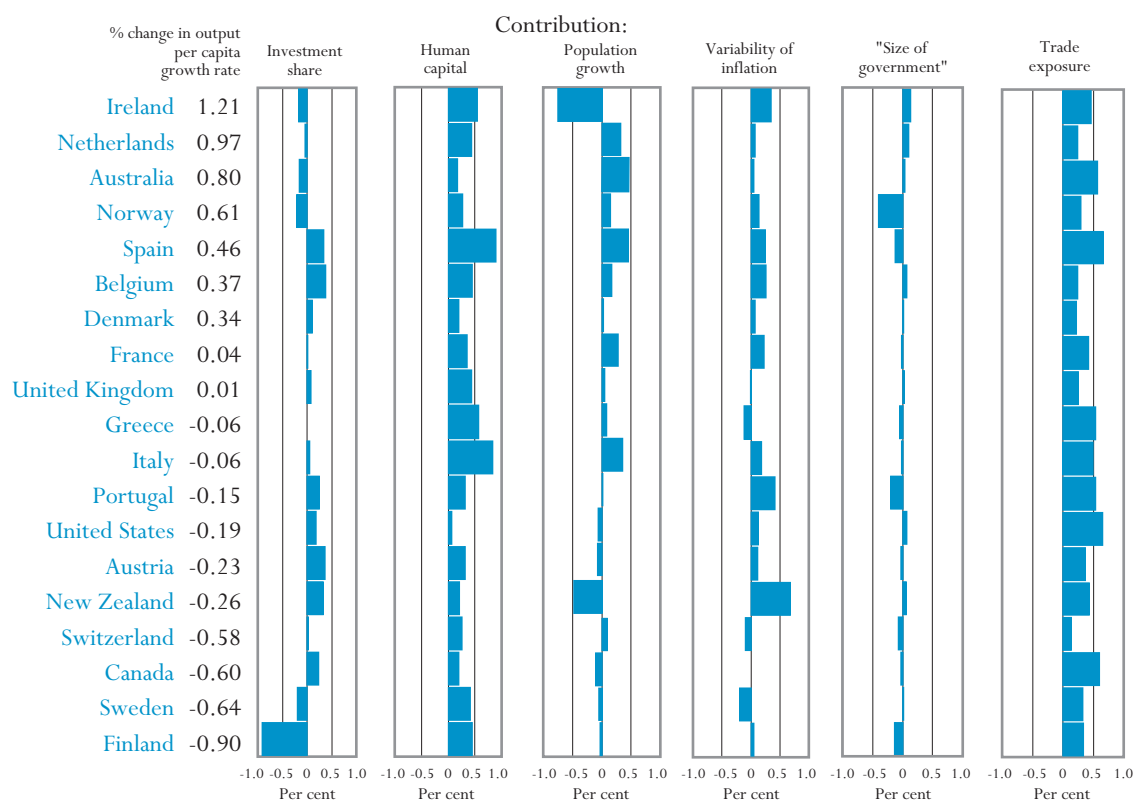 Contribution:
% change in output
per capita
growth rate
Investment
share
Human
capital
Population
growth
Variability of
inflation
"Size of
government"
Trade
exposure
Ireland 1.21
Netherlands 0.97
Australia 0.80
Norway 0.61
Spain 0.46
Belgium 0.37
Denmark 0.34
France 0.04
United Kingdom 0.01
Greece -0.06
Italy -0.06
Portugal -0.15
United States -0.19
Austria -0.23
New Zealand -0.26
Switzerland -0.58
Canada -0.60
Sweden -0.64
Finland -0.90
-1.0 -0.5 0 0.5 1.0 -1.0 -0.5 0 0.5 1.0 -1.0 -0.5 0 0.5 1.0 -1.0 -0.5 0 0.5 1.0 -1.0 -0.5 0 0.5 1.0 -1.0 -0.5 0 0.5 1.0
Per cent Per cent Per cent Per cent Per cent Per cent